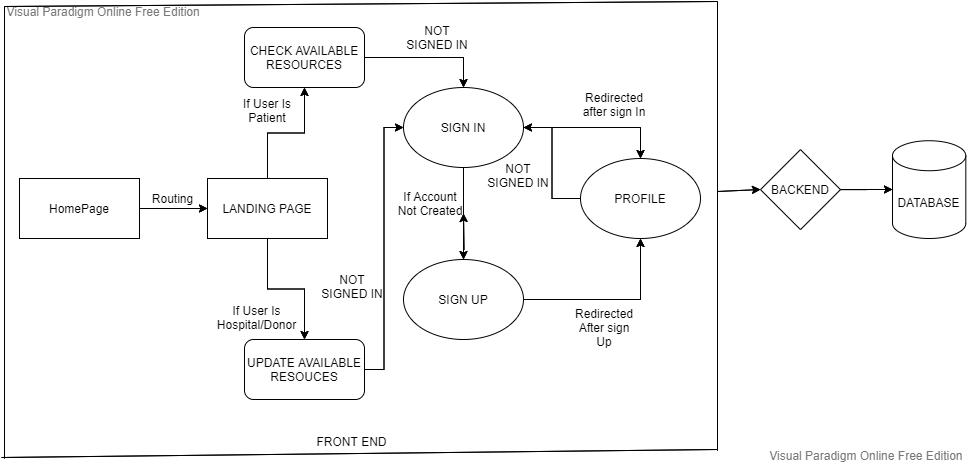 Visual Paradigm Online Free Edition
CHECK AVAILABLE
RESOURCES
NOT
SIGNED IN
If User Is
Patient
SIGN IN
Redirected
after sign In
NOT
SIGNED IN
HomePage
Routing
LANDING PAGE
If Account
Not Created
PROFILE
BACKEND
DATABASE
NOT
SIGNED IN
SIGN UP
If User Is
Hospital/Donor
Redirected
After sign
Up
UPDATE AVAILABLE
RESOUCES
FRONT END
Visual Paradigm Online Free Edition